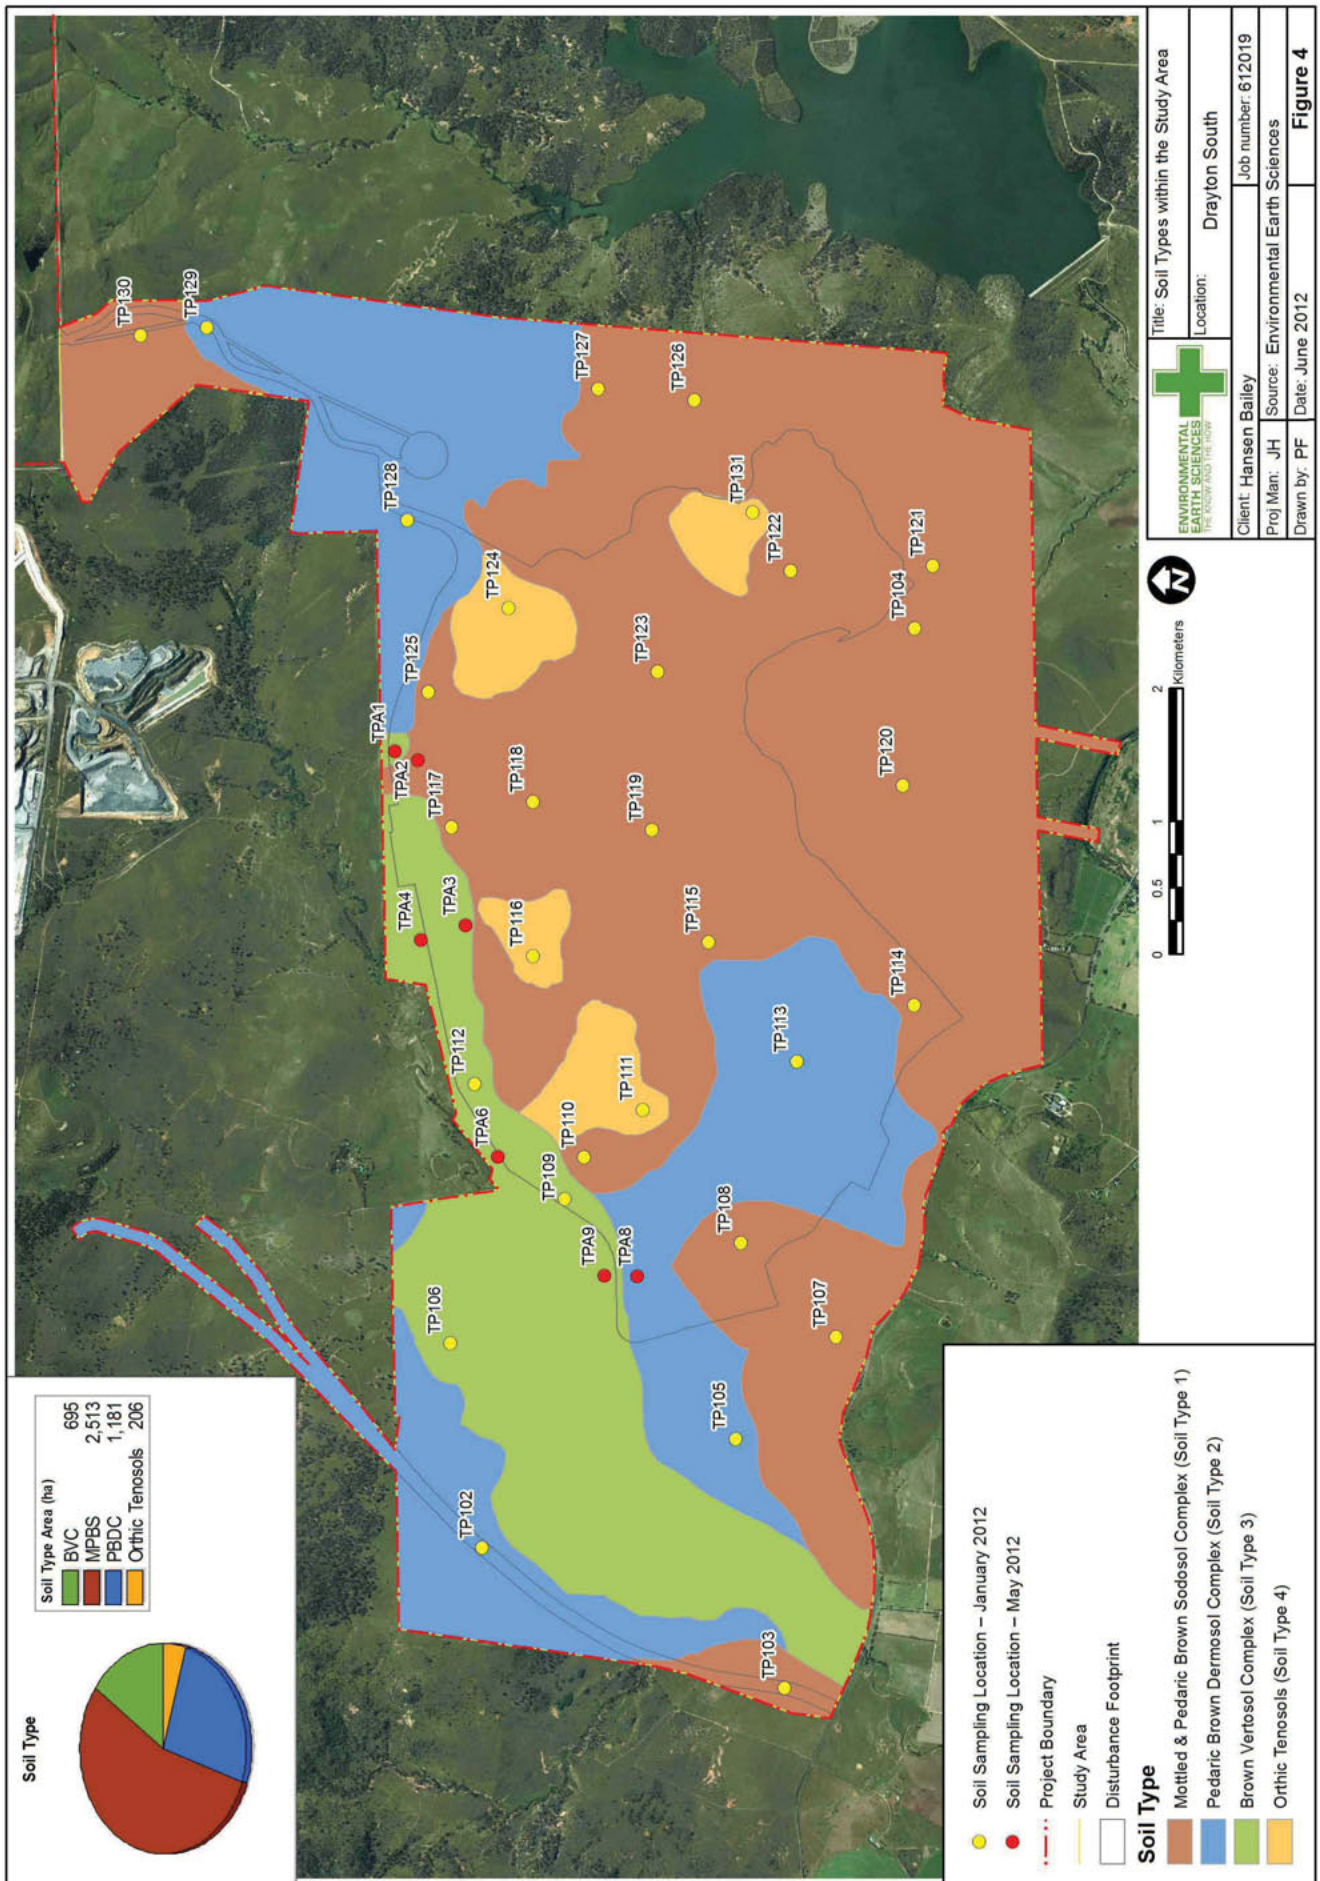 Soil Type
Soil Type Area (ha)
BVC 695
MPBS 2,513
PBDC 1,181
Orthic Tenosols 206
TP130
TP129
TP128
TP127
TP126
TP125
TP124
TP131
TP122
TP121
TP104
TP123
TPA1
TPA2
TP117
TP118
TP119
TP120
TPA4
TPA3
TP116
TP115
TP114
TP112
TP111
TP113
TPA6
TP110
TP109
TP108
TPA9
TPA8
TP107
TP106
TP105
TP102
TP103
Soil Sampling Location – January 2012
Soil Sampling Location – May 2012
Project Boundary
Study Area
Disturbance Footprint
Soil Type
Mottled & Pedaric Brown Sodosol Complex (Soil Type 1)
Pedaric Brown Dermosol Complex (Soil Type 2)
Brown Vertosol Complex (Soil Type 3)
Orthic Tenosols (Soil Type 4)
0 0.5 1 2
Kilometers
N
ENVIRONMENTAL
EARTH SCIENCES
THE KNOW AND THE HOW
Title: Soil Types within the Study Area
Location: Drayton South
Client: Hansen Bailey
Job number: 612019
Proj Man: JH
Source: Environmental Earth Sciences
Drawn by: PF
Date: June 2012
Figure 4